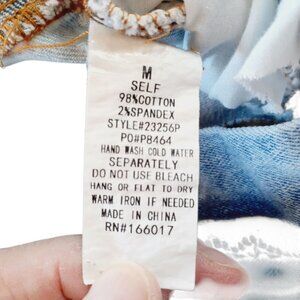 M
SELF
98%COTTON
2%SPANDEX
STYLE#23256P
PO#P8464
HAND WASH COLD WATER
SEPARATELY
DO NOT USE BLEACH
HANG OR FLAT TO DRY
WARM IRON IF NEEDED
MADE IN CHINA
RN#166017